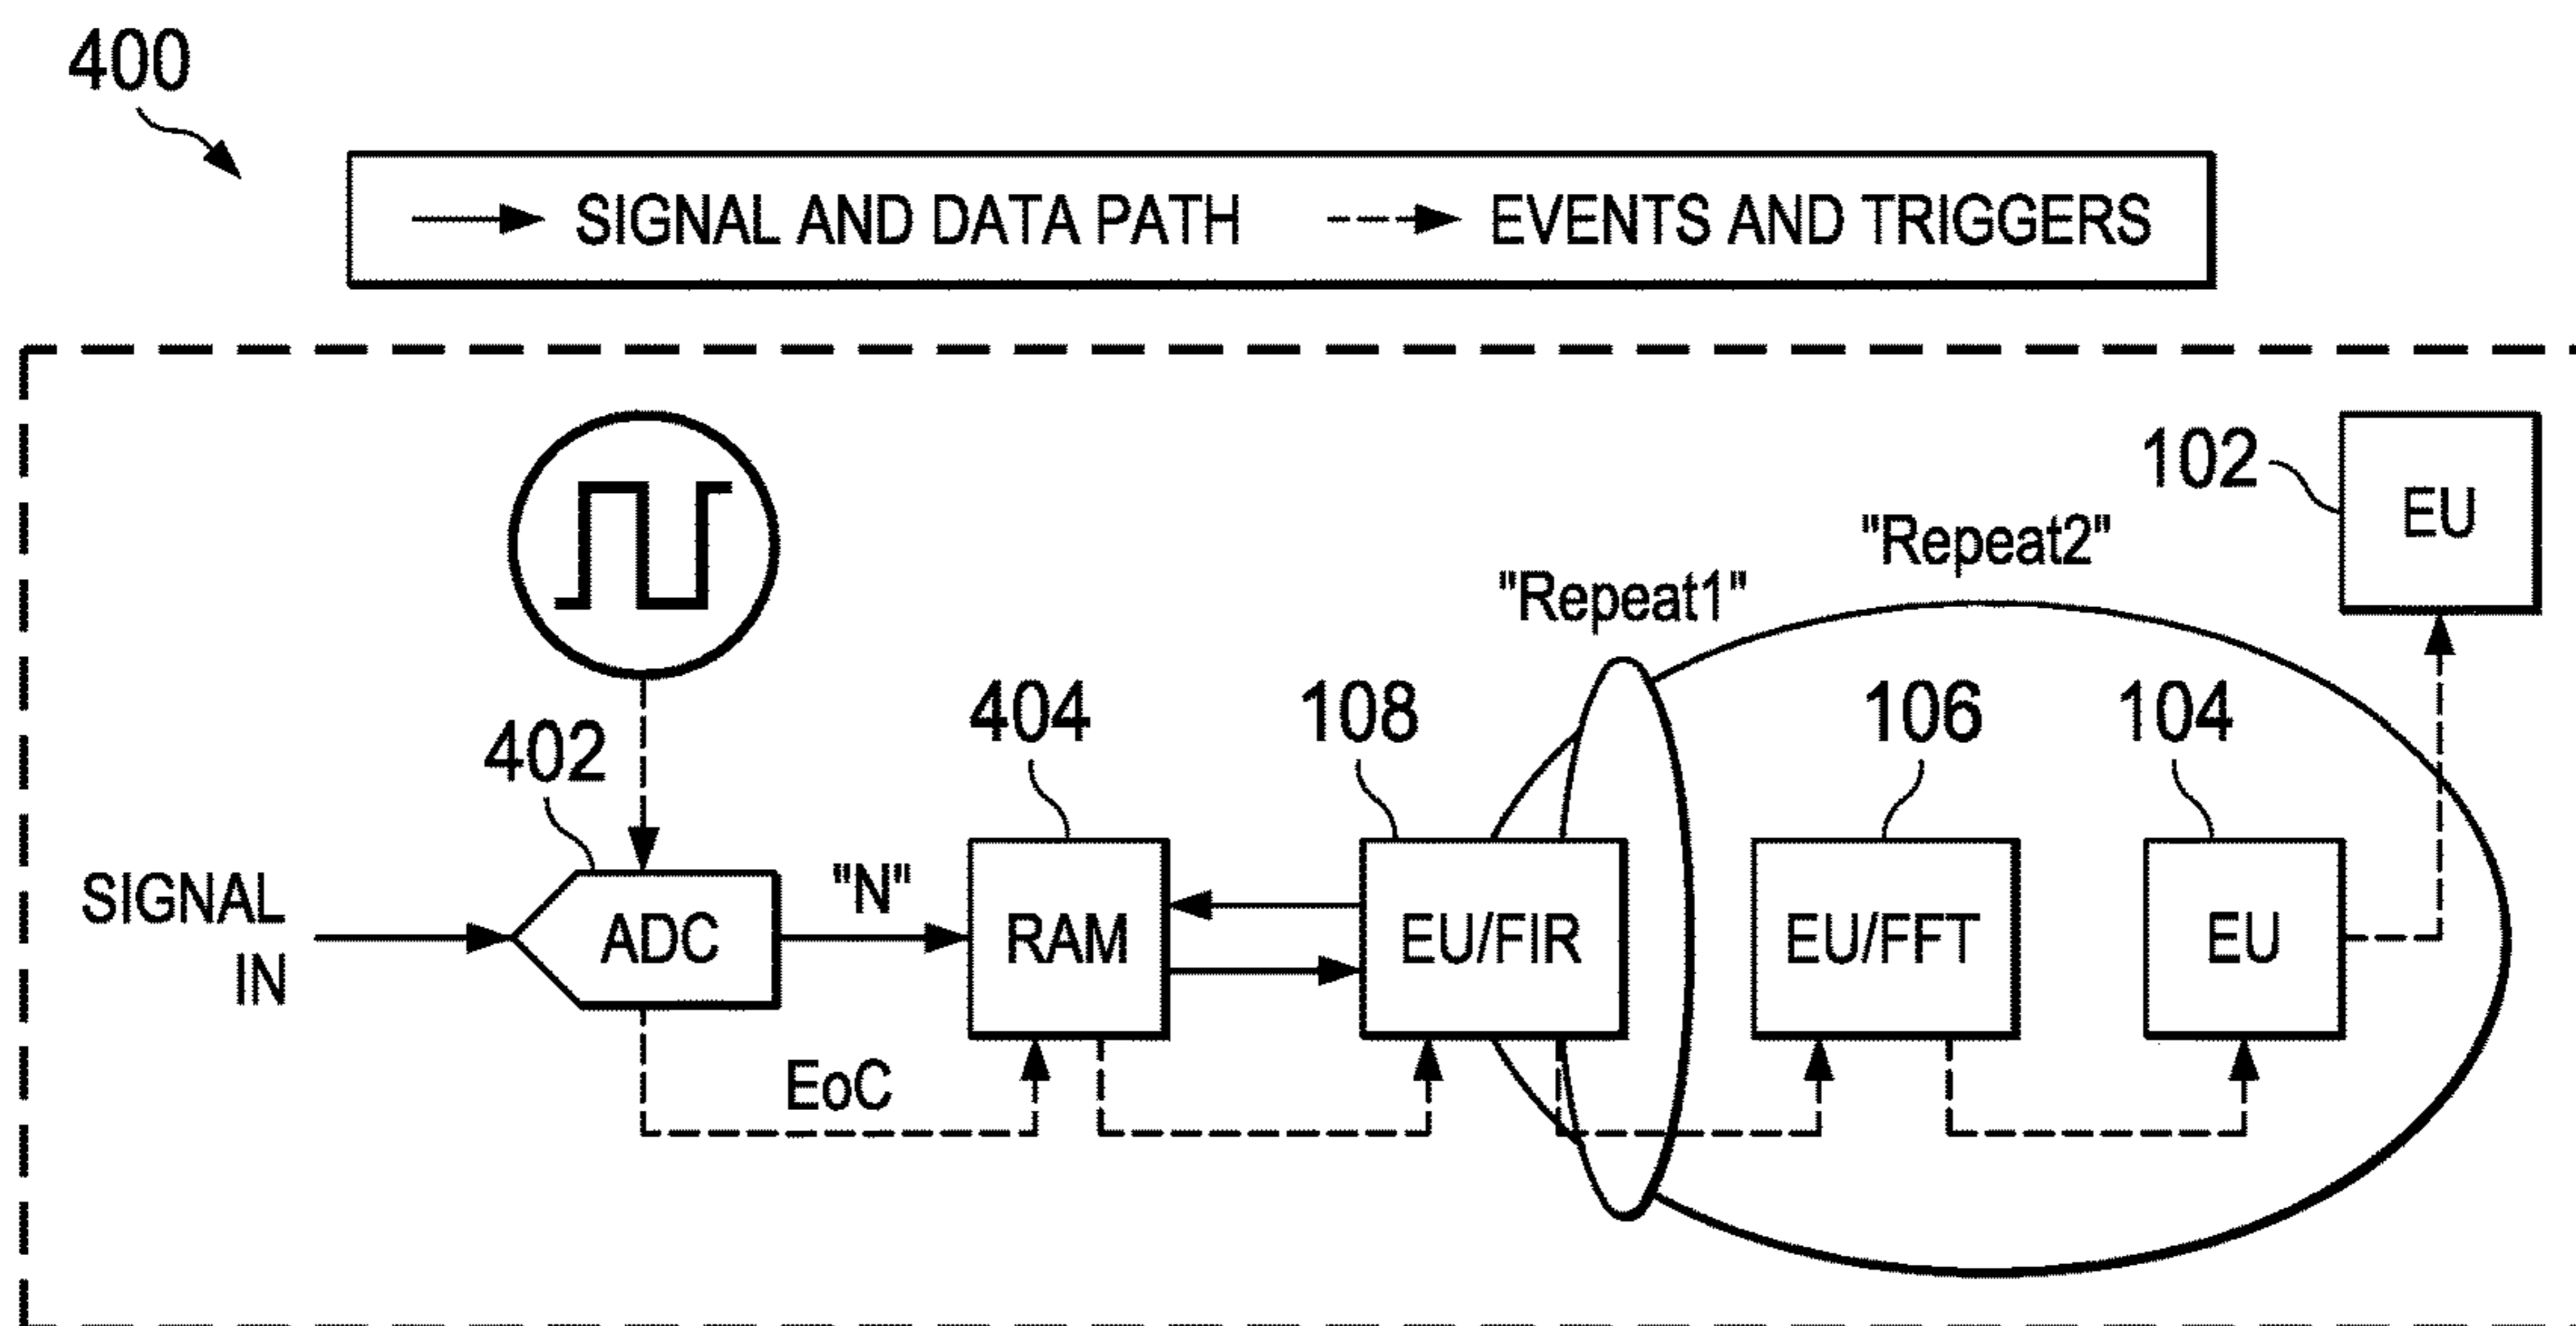 400
SIGNAL AND DATA PATH
EVENTS AND TRIGGERS
102
EU
"Repeat2"
"Repeat1"
404
108
106
104
402
"N"
SIGNAL
IN
ADC
RAM
EU/FIR
EU/FFT
EU
EoC